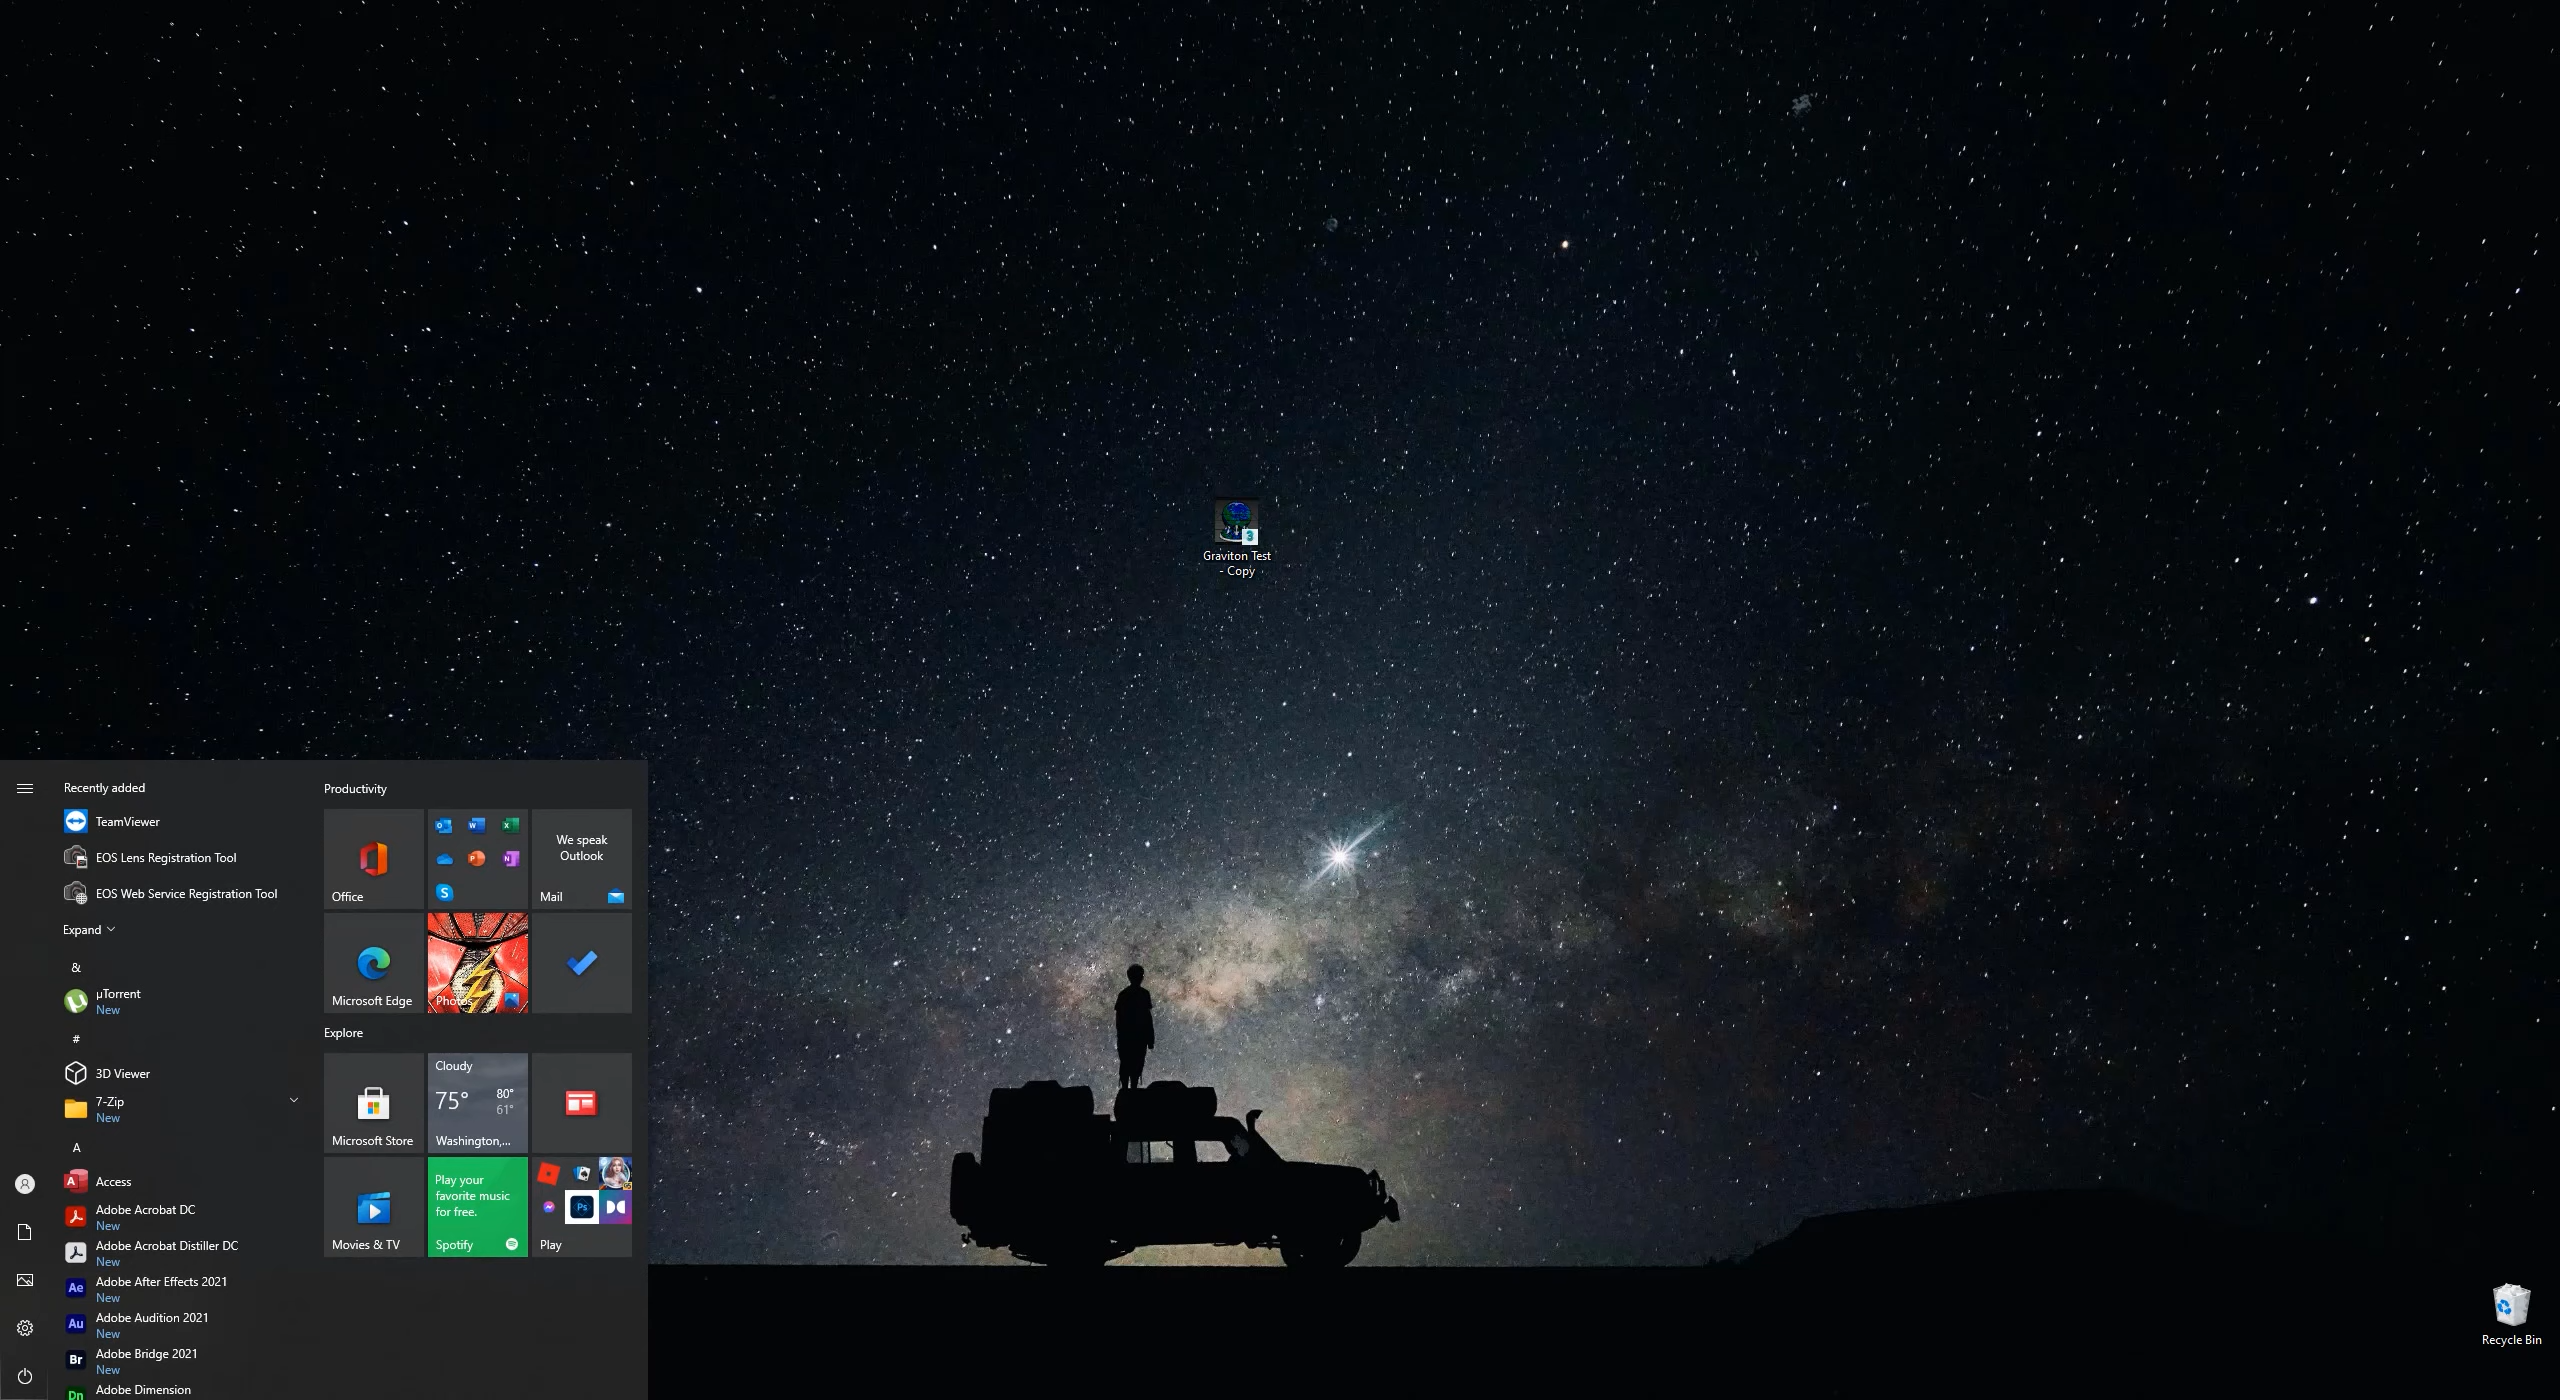 Graviton Test
- Copy
Recycle Bin
Recently added
TeamViewer
EOS Lens Registration Tool
EOS Web Service Registration Tool
Expand
&
µTorrent
New
#
3D Viewer
7-Zip
New
A
Access
Adobe Acrobat DC
New
Adobe Acrobat Distiller DC
New
Adobe After Effects 2021
New
Adobe Audition 2021
New
Adobe Bridge 2021
New
Adobe Dimension
Productivity
Office
We speak
Outlook
Mail
Microsoft Edge
Photos
Explore
Microsoft Store
Cloudy
75°
80°
61°
Washington,...
Movies & TV
Play your
favorite music
for free.
Spotify
Play